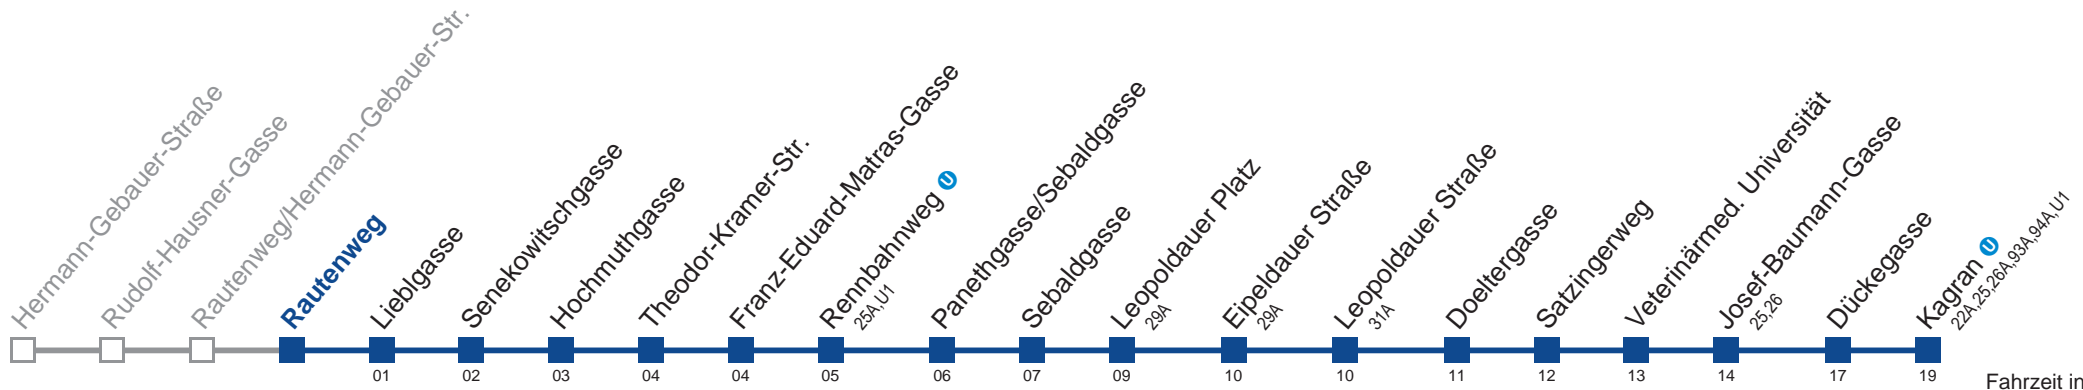 Hermann-Gebauer-Straße
Rudolf-Hausner-Gasse
Rautenweg/Hermann-Gebauer-Str.
Rautenweg
Lieblgasse
01
Senekowitschgasse
02
Hochmuthgasse
03
Theodor-Kramer-Str.
04
Franz-Eduard-Matras-Gasse
04
Rennbahnweg U
25A,U1
05
Panethgasse/Sebaldgasse
06
Sebaldgasse
07
Leopoldauer Platz
29A
09
Eipeldauer Straße
29A
10
Leopoldauer Straße
31A
10
Doeltergasse
11
Satzingerweg
12
Veterinärmed. Universität
13
Josef-Baumann-Gasse
25,26
14
Dückegasse
17
Kagran U
22A,25,26A,93A,94A,U1
19
Fahrzeit in